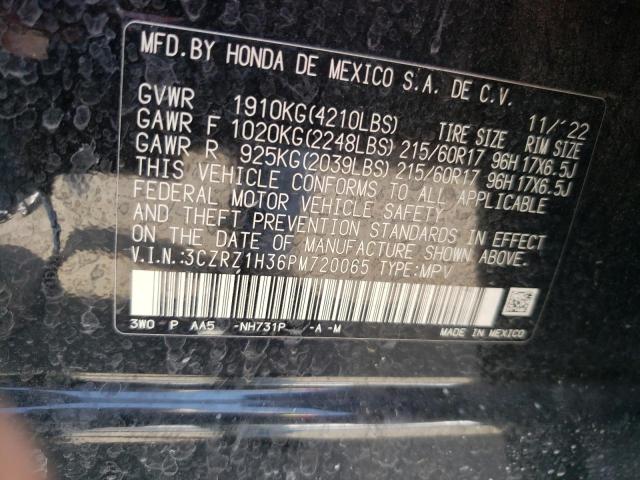 MFD.BY HONDA DE MEXICO S.A. DE C.V. 11/'22
GVWR 1910KG(4210LBS) TIRE SIZE RIM SIZE
GAWR F 1020KG(2248LBS) 215/60R17 96H 17X6.5J
GAWR R 925KG(2039LBS) 215/60R17 96H 17X6.5J
THIS VEHICLE CONFORMS TO ALL APPLICABLE
FEDERAL MOTOR VEHICLE SAFETY
AND THEFT PREVENTION STANDARDS IN EFFECT
ON THE DATE OF MANUFACTURE SHOWN ABOVE.
V.I.N.:3CZRZ1H36PM720065 TYPE:MPV
3W0 P AA5 -NH731P -A -M MADE IN MEXICO